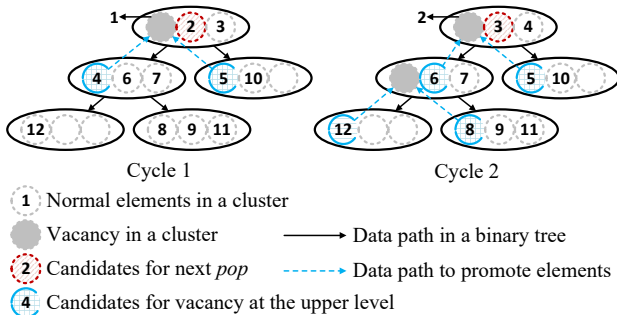 1 2 3 2 3 4
4 6 7 5 10 6 7 5 10
12 8 9 11 12 8 9 11
Cycle 1 Cycle 2
1 Normal elements in a cluster
Vacancy in a cluster Data path in a binary tree
2 Candidates for next pop Data path to promote elements
4 Candidates for vacancy at the upper level